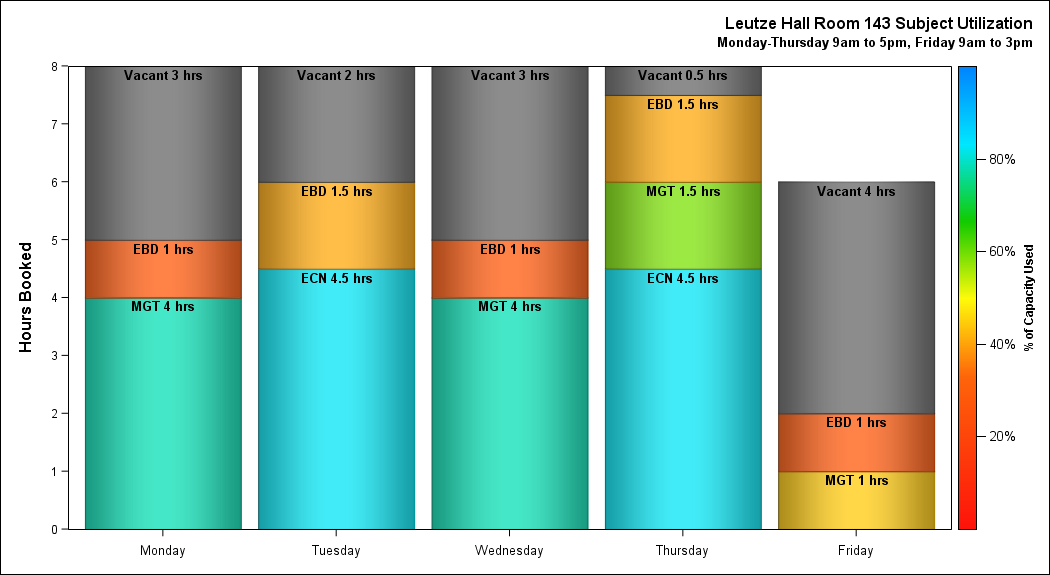 Leutze Hall Room 143 Subject Utilization
Monday-Thursday 9am to 5pm, Friday 9am to 3pm
Hours Booked
8
7
6
5
4
3
2
1
0
Vacant 3 hrs
EBD 1 hrs
MGT 4 hrs
Vacant 2 hrs
EBD 1.5 hrs
ECN 4.5 hrs
Vacant 3 hrs
EBD 1 hrs
MGT 4 hrs
Vacant 0.5 hrs
EBD 1.5 hrs
MGT 1.5 hrs
ECN 4.5 hrs
Vacant 4 hrs
EBD 1 hrs
MGT 1 hrs
Monday
Tuesday
Wednesday
Thursday
Friday
80%
60%
40%
20%
% of Capacity Used